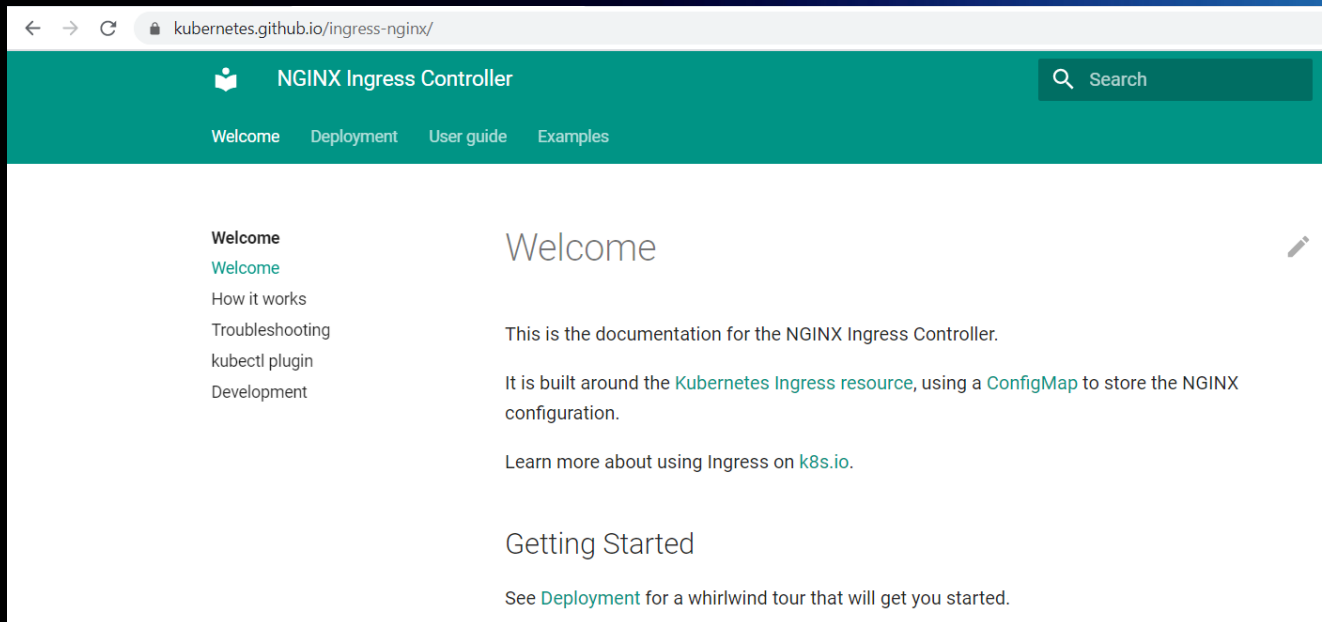 kubernetes.github.io/ingress-nginx/
NGINX Ingress Controller
Search
Welcome Deployment User guide Examples
Welcome
Welcome
How it works
Troubleshooting
kubectl plugin
Development
Welcome
This is the documentation for the NGINX Ingress Controller.
It is built around the Kubernetes Ingress resource, using a ConfigMap to store the NGINX
configuration.
Learn more about using Ingress on k8s.io.
Getting Started
See Deployment for a whirlwind tour that will get you started.